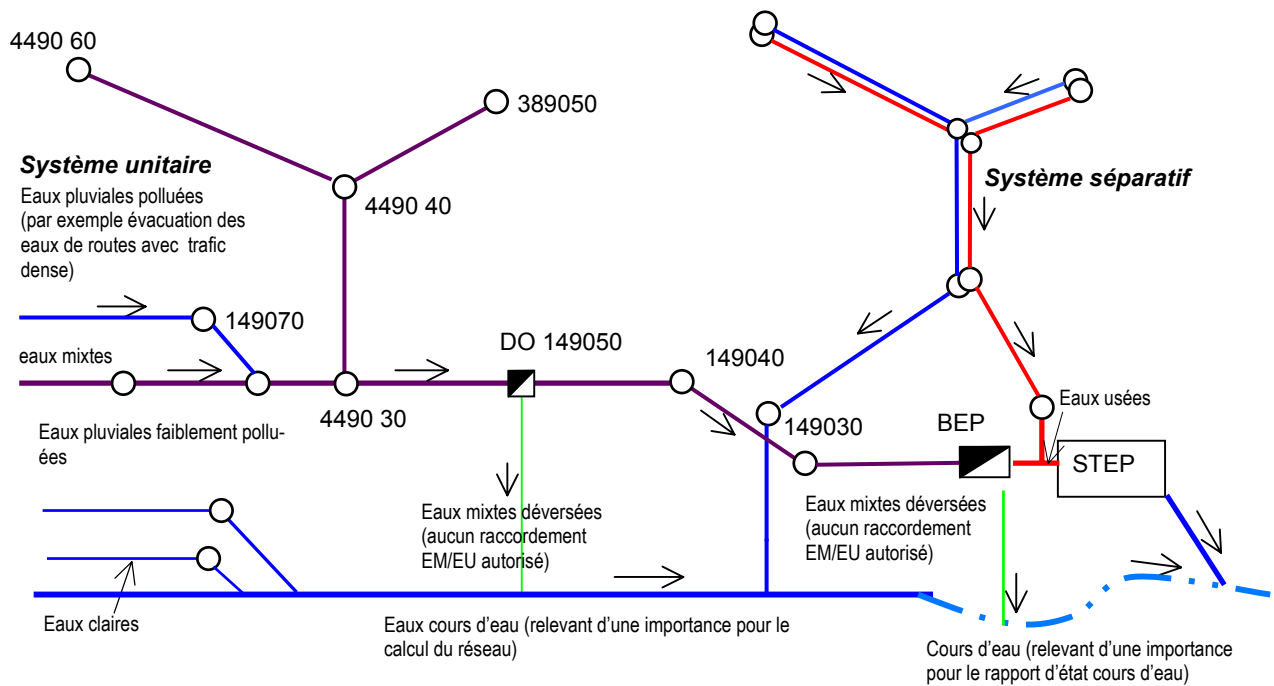 4490 60
389050
Système unitaire
Eaux pluviales polluées
(par exemple évacuation des
eaux de routes avec trafic
dense)
4490 40
Système séparatif
149070
eaux mixtes
DO 149050
149040
4490 30
149030
BEP
Eaux usées
STEP
Eaux pluviales faiblement pollu-
ées
Eaux mixtes déversées
(aucun raccordement
EM/EU autorisé)
Eaux mixtes déversées
(aucun raccordement
EM/EU autorisé)
Eaux claires
Eaux cours d'eau (relevant d'une importance pour le
calcul du réseau)
Cours d'eau (relevant d'une importance
pour le rapport d'état cours d'eau)